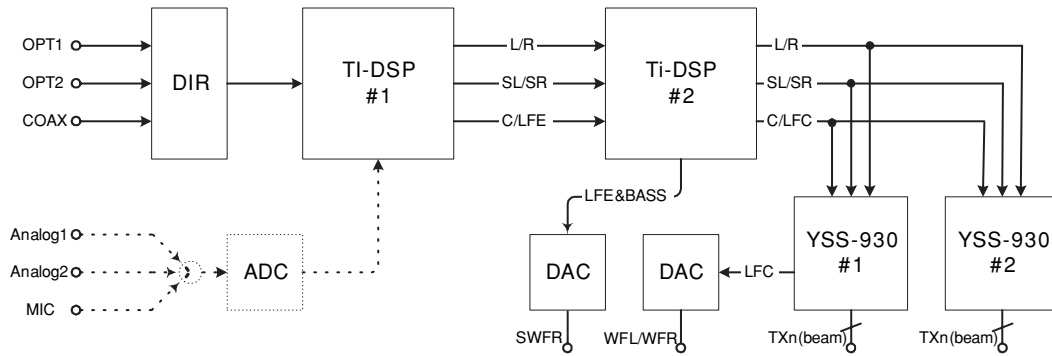 OPT1
OPT2
COAX
DIR
TI-DSP
#1
L/R
SL/SR
C/LFE
Ti-DSP
#2
L/R
SL/SR
C/LFC
LFE&BASS
Analog1
Analog2
MIC
ADC
DAC
DAC
LFC
YSS-930
#1
YSS-930
#2
SWFR
WFL/WFR
TXn(beam)
TXn(beam)